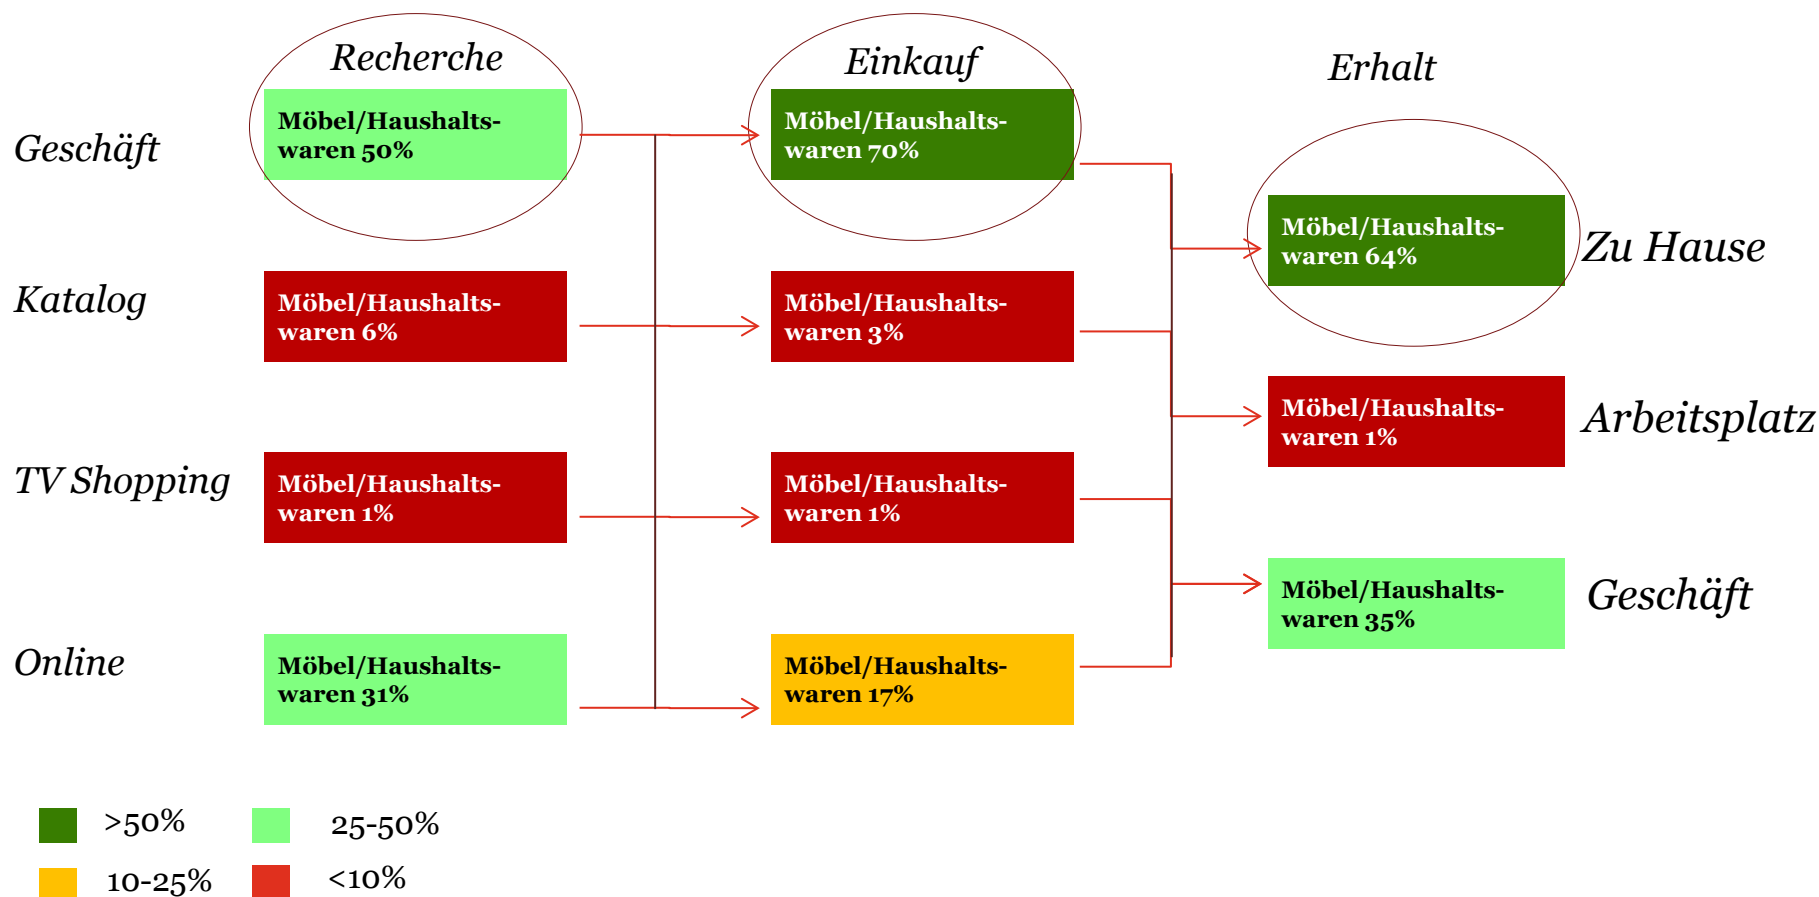 Recherche
Einkauf
Erhalt
Geschäft
Möbel/Haushalts-
waren 50%
Möbel/Haushalts-
waren 70%
Möbel/Haushalts-
waren 64%
Zu Hause
Katalog
Möbel/Haushalts-
waren 6%
Möbel/Haushalts-
waren 3%
Möbel/Haushalts-
waren 1%
Arbeitsplatz
TV Shopping
Möbel/Haushalts-
waren 1%
Möbel/Haushalts-
waren 1%
Möbel/Haushalts-
waren 35%
Geschäft
Online
Möbel/Haushalts-
waren 31%
Möbel/Haushalts-
waren 17%
>50%
25-50%
10-25%
<10%